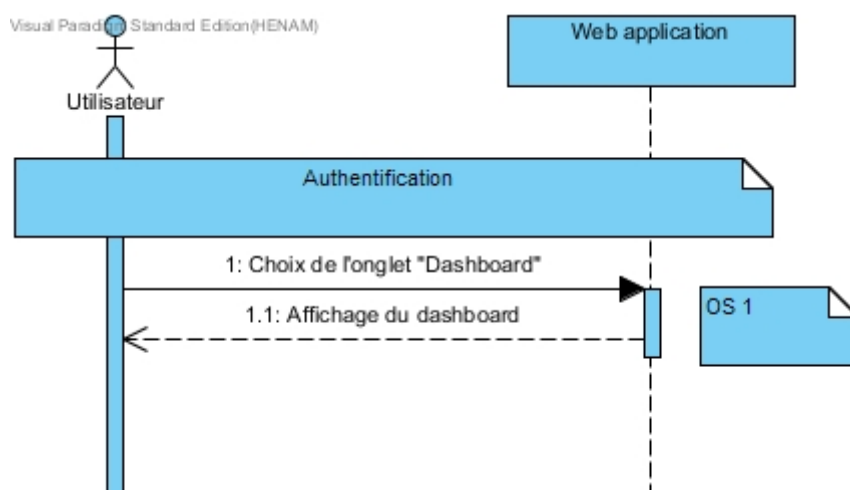 Visual Paradigm Standard Edition(HENAM)
Utilisateur
Web application
Authentification
1: Choix de l'onglet "Dashboard"
1.1: Affichage du dashboard
OS 1